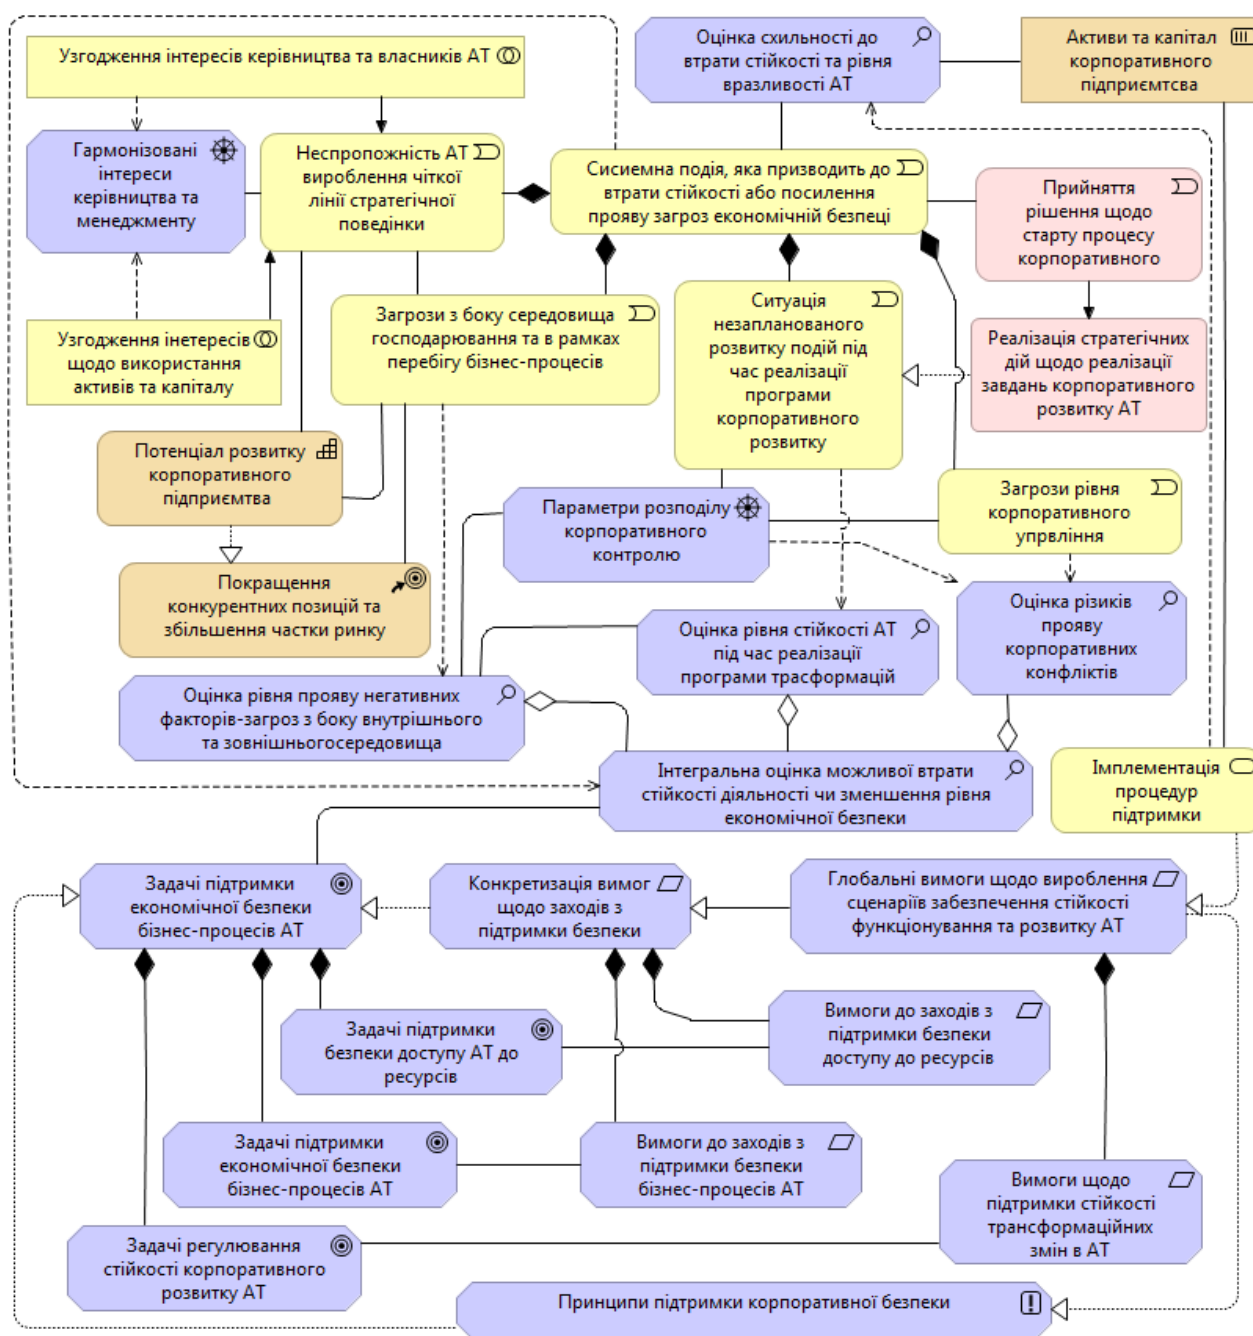 Узгодження інтересів керівництва та власників АТ
Оцінка схильності до
втрати стійкості та рівня
вразливості АТ
Активи та капітал
корпоративного
підприємтсва
Гармонізовані
інтереси
керівництва та
менеджменту
Неспропожність АТ
вироблення чіткої
лінії стратегічної
поведінки
Сисиемна подія, яка призводить до
втрати стійкості або посилення
прояву загроз економічній безпеці
Прийняття
рішення щодо
старту процесу
корпоративного
Узгодження інетересів
щодо використання
активів та капіталу
Загрози з боку середовища
господарювання та в рамках
перебігу бізнес-процесів
Ситуація
незапланованого
розвитку подій під
час реалізації
програми
корпоративного
розвитку
Реалізація стратегічних
дій щодо реалізації
завдань корпоративного
розвитку АТ
Потенціал розвитку
корпоративного
підприємтва
Параметри розподілу
корпоративного
контролю
Загрози рівня
корпоративного
упрвління
Покращення
конкурентних позицій та
збільшення частки ринку
Оцінка рівня стійкості АТ
під час реалізації
програми трасформацій
Оцінка різиків
прояву
корпоративних
конфліктів
Оцінка рівня прояву негативних
факторів-загроз з боку внутрішнього
та зовнішньогосередовища
Інтегральна оцінка можливої втрати
стійкості діяльності чи зменшення рівня
економічної безпеки
Імплементація
процедур
підтримки
Задачі підтримки
економічної безпеки
бізнес-процесів АТ
Конкретизація вимог
щодо заходів з
підтримки безпеки
Глобальні вимоги щодо вироблення
сценаріїв забезпечення стійкості
функціонування та розвитку АТ
Задачі підтримки
безпеки доступу АТ до
ресурсів
Вимоги до заходів з
підтримки безпеки
доступу до ресурсів
Задачі підтримки
економічної безпеки
бізнес-процесів АТ
Вимоги до заходів з
підтримки безпеки
бізнес-процесів АТ
Вимоги щодо
підтримки стійкості
трансформаційних
змін в АТ
Задачі регулювання
стійкості корпоративного
розвитку АТ
Принципи підтримки корпоративної безпеки